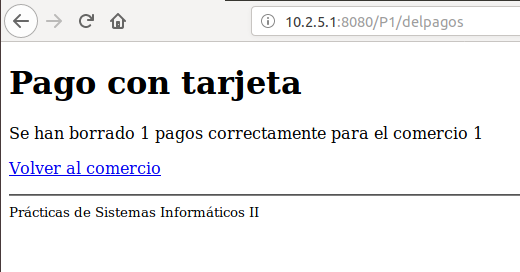 10.2.5.1:8080/P1/delpagos
Pago con tarjeta
Se han borrado 1 pagos correctamente para el comercio 1
Volver al comercio
Prácticas de Sistemas Informáticos II